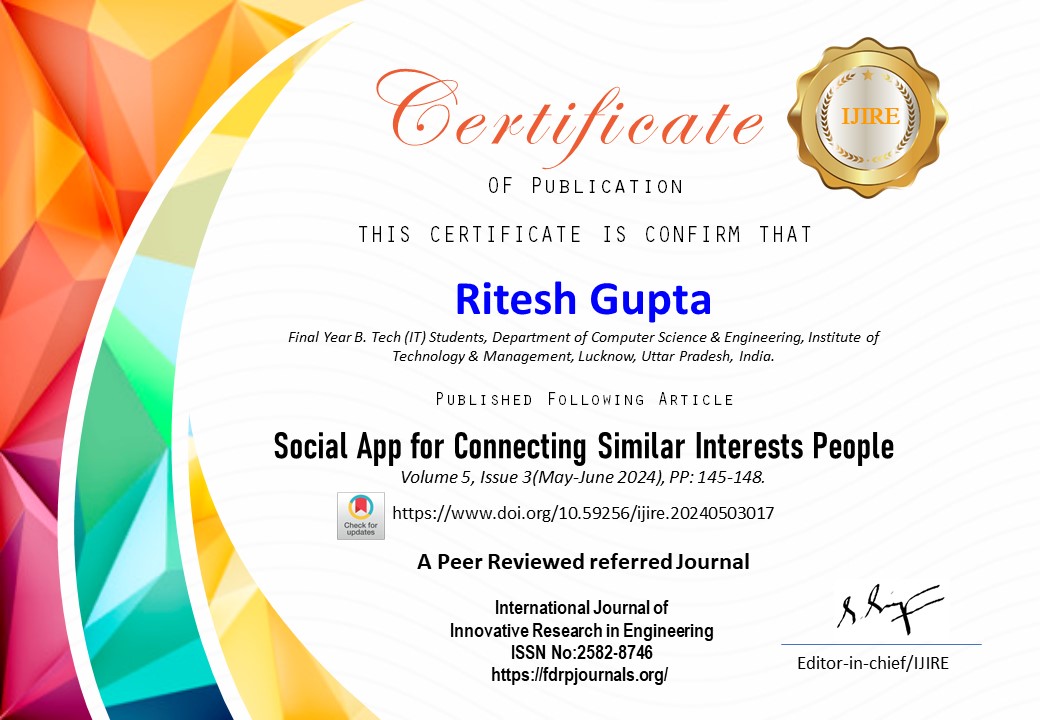 Certificate
IJIRE
OF PUBLICATION
THIS CERTIFICATE IS CONFIRM THAT
Ritesh Gupta
Final Year B. Tech (IT) Students, Department of Computer Science & Engineering, Institute of
Technology & Management, Lucknow, Uttar Pradesh, India.
PUBLISHED FOLLOWING ARTICLE
Social App for Connecting Similar Interests People
Volume 5, Issue 3(May-June 2024), PP: 145-148.
Check for
updates
https://www.doi.org/10.59256/ijire.20240503017
A Peer Reviewed referred Journal
International Journal of
Innovative Research in Engineering
ISSN No:2582-8746
https://fdrpjournals.org/
Editor-in-chief/IJIRE